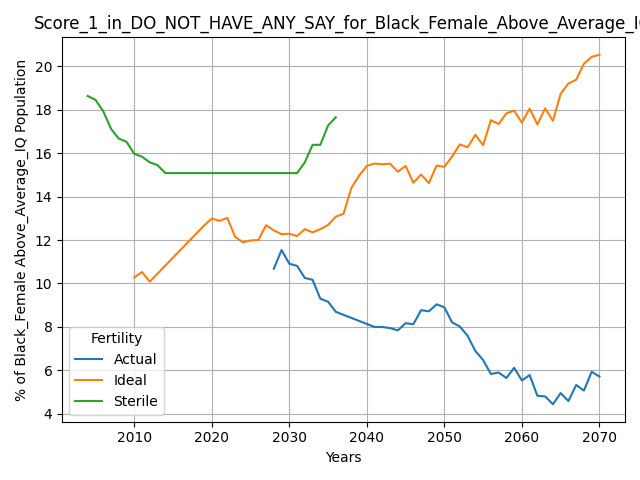 Score_1_in_DO_NOT_HAVE_ANY_SAY_for_Black_Female_Above_Average_I
% of Black_Female Above_Average_IQ Population
20
18
16
14
12
10
8
6
4
Fertility
Actual
Ideal
Sterile
2010 2020 2030 2040 2050 2060 2070
Years